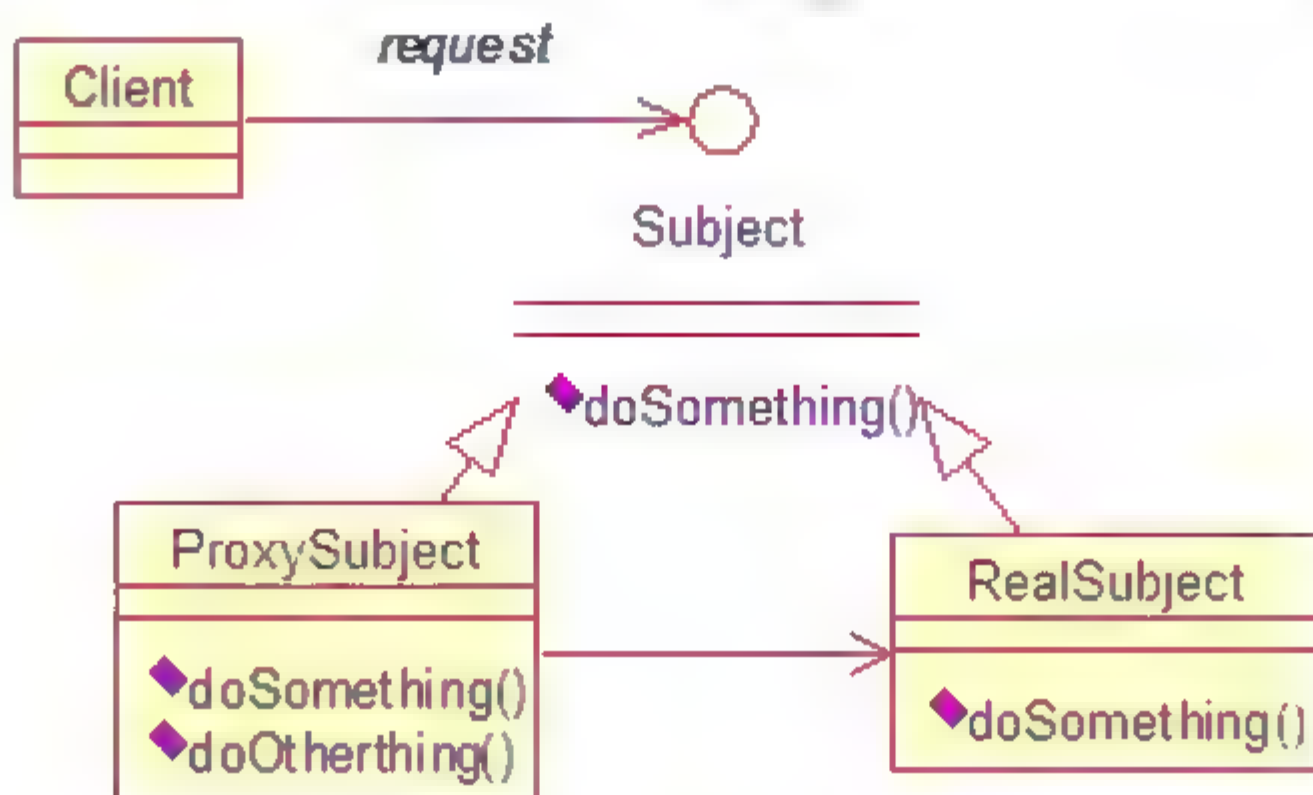 request
Client
Subject
doSomething()
ProxySubject
doSomething()
doOtherthing()
RealSubject
doSomething()